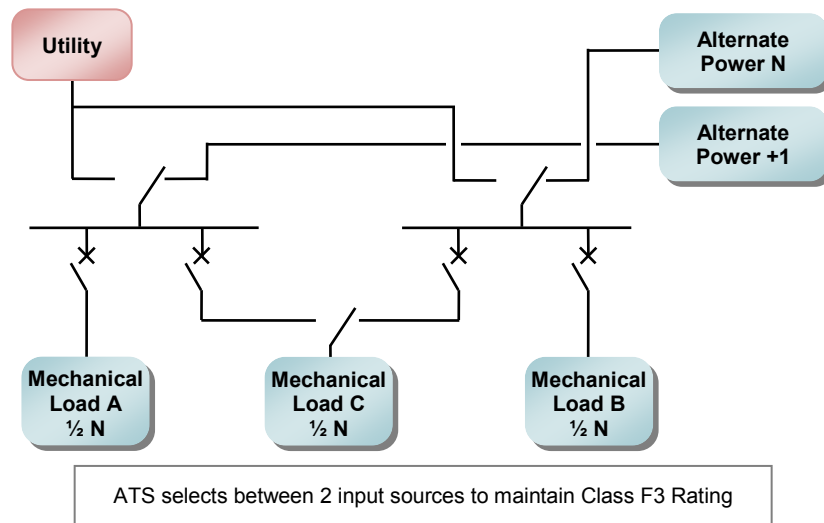 Utility
Alternate
Power N
Alternate
Power +1
Mechanical
Load A
½ N
Mechanical
Load C
½ N
Mechanical
Load B
½ N
ATS selects between 2 input sources to maintain Class F3 Rating